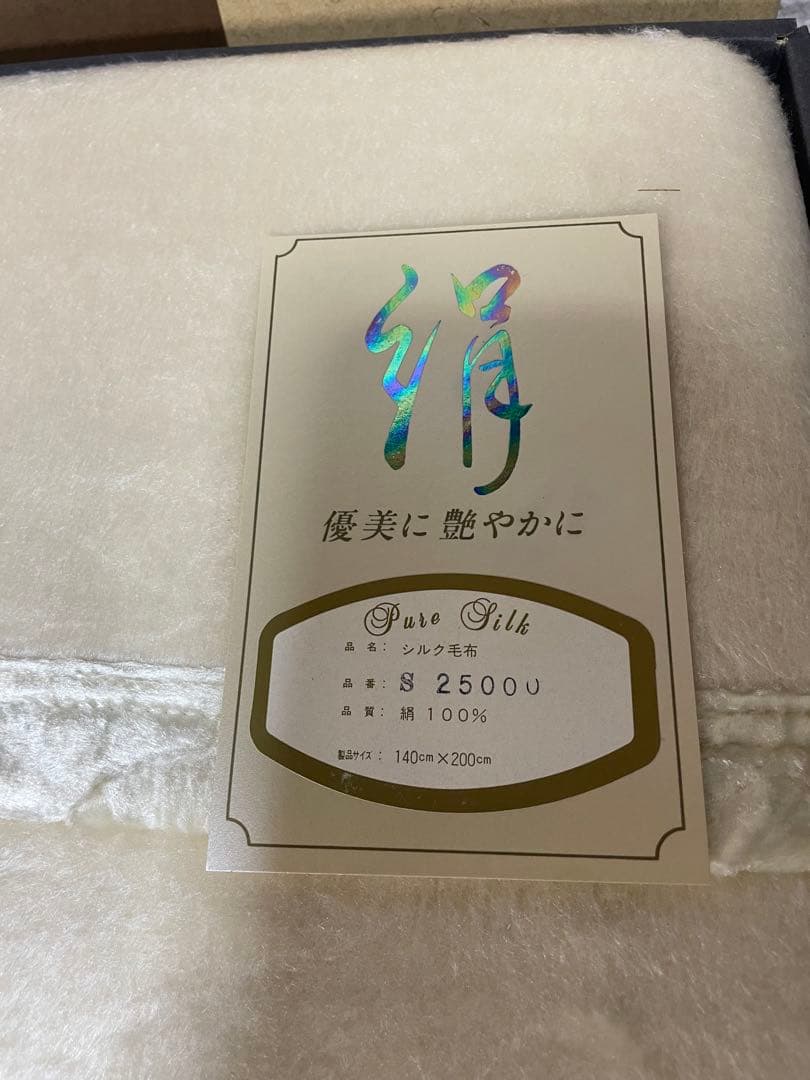 絹
優美に 艶やかに
Pure Silk
品 名： シルク毛布
品 番： S 25000
品 質： 絹 100%
製品サイズ： 140cm×200cm